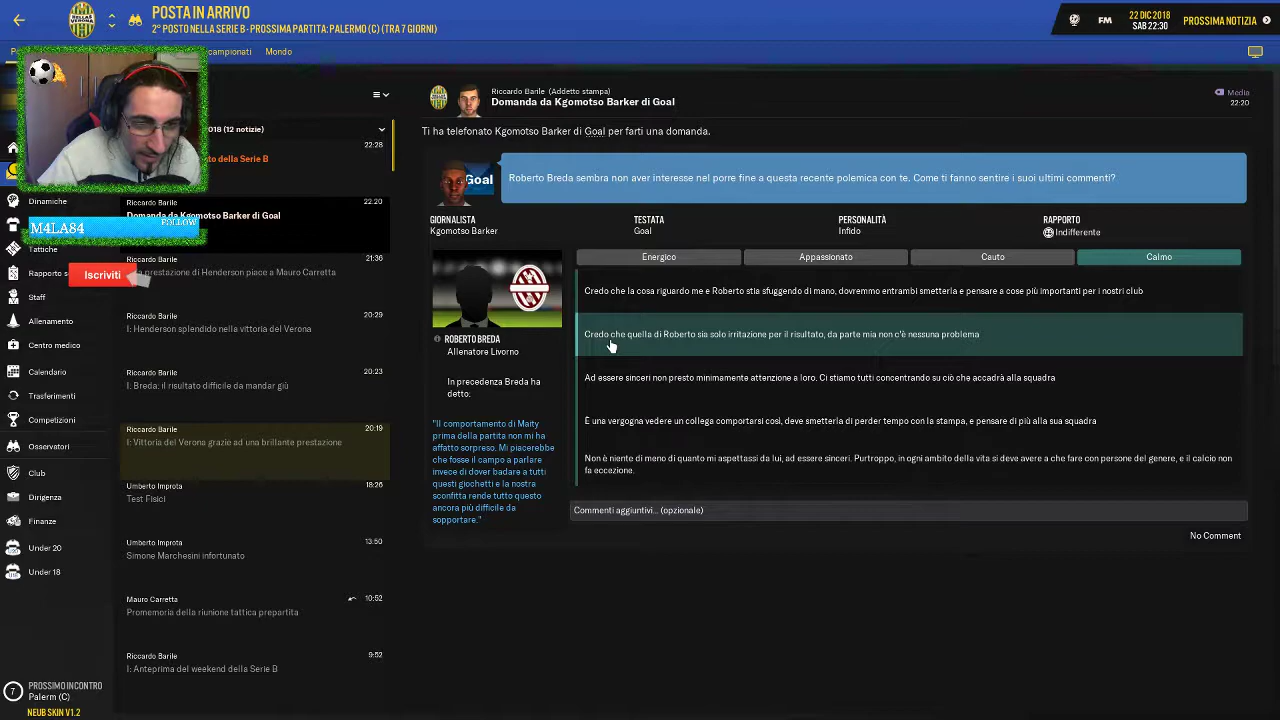 POSTA IN ARRIVO
2° POSTO NELLA SERIE B - PROSSIMA PARTITA: PALERMO (C) (TRA 7 GIORNI)
FM
22 DIC 2018
SAB 22:30
PROSSIMA NOTIZIA
campionati
Mondo
M4LA84
FOLLOW
Iscriviti
Dinamiche
Tattiche
Rapporto
Staff
Allenamento
Centro medico
Calendario
Trasferimenti
Competizioni
Osservatori
Club
Dirigenza
Finanze
Under 20
Under 18
7
PROSSIMO INCONTRO
Palerm (C)
NEUB SKIN V1.2
018 (12 notizie)
22:28
to della Serie B
Riccardo Barile
22:20
Domanda da Kgomotso Barker di Goal
Riccardo Barile
21:36
prestazione di Henderson piace a Mauro Carretta
Riccardo Barile
20:29
I: Henderson splendido nella vittoria del Verona
Riccardo Barile
20:23
I: Breda: il risultato difficile da mandar giù
Riccardo Barile
20:19
I: Vittoria del Verona grazie ad una brillante prestazione
Umberto Improta
18:26
Test Fisici
Umberto Improta
13:50
Simone Marchesini infortunato
Mauro Carretta
10:52
Promemoria della riunione tattica prepartita
Riccardo Barile
9:52
I: Anteprima del weekend della Serie B
Riccardo Barile (Addetto stampa)
Domanda da Kgomotso Barker di Goal
Media
22:20
Ti ha telefonato Kgomotso Barker di Goal per farti una domanda.
Goal
Roberto Breda sembra non aver interesse nel porre fine a questa recente polemica con te. Come ti fanno sentire i suoi ultimi commenti?
GIORNALISTA
Kgomotso Barker
TESTATA
Goal
PERSONALITÀ
Infido
RAPPORTO
Indifferente
Energico
Appassionato
Cauto
Calmo
ROBERTO BREDA
Allenatore Livorno
In precedenza Breda ha
detto:
"Il comportamento di Maity
prima della partita non mi ha
affatto sorpreso. Mi piacerebbe
che fosse il campo a parlare
invece di dover badare a tutti
questi giochetti e la nostra
sconfitta rende tutto questo
ancora più difficile da
sopportare."
Credo che la cosa riguardo me e Roberto stia sfuggendo di mano, dovremmo entrambi smetterla e pensare a cose più importanti per i nostri club
Credo che quella di Roberto sia solo irritazione per il risultato, da parte mia non c'è nessuna problema
Ad essere sinceri non presto minimamente attenzione a loro. Ci stiamo tutti concentrando su ciò che accadrà alla squadra
È una vergogna vedere un collega comportarsi così, deve smetterla di perder tempo con la stampa, e pensare di più alla sua squadra
Non è niente di meno di quanto mi aspettassi da lui, ad essere sinceri. Purtroppo, in ogni ambito della vita si deve avere a che fare con persone del genere, e il calcio non
fa eccezione.
Commenti aggiuntivi... (opzionale)
No Comment